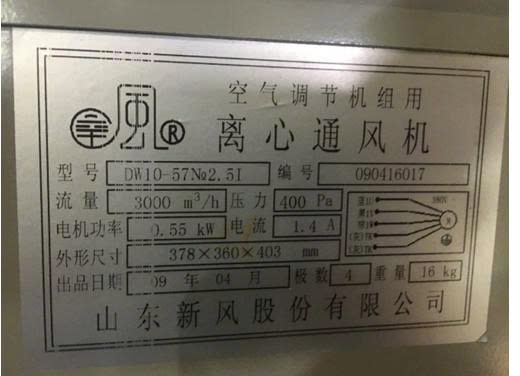 空气调节机组用
風 ® 离心通风机
型号 DW10-57№2.5I 编号 090416017
流量 3000 m³/h 压力 400 Pa
电机功率 0.55 kW 电流 1.4 A
外形尺寸 378×360×403 mm
出品日期 09 年 04 月 极数 4 重量 16 kg
380V
M
山东新风股份有限公司